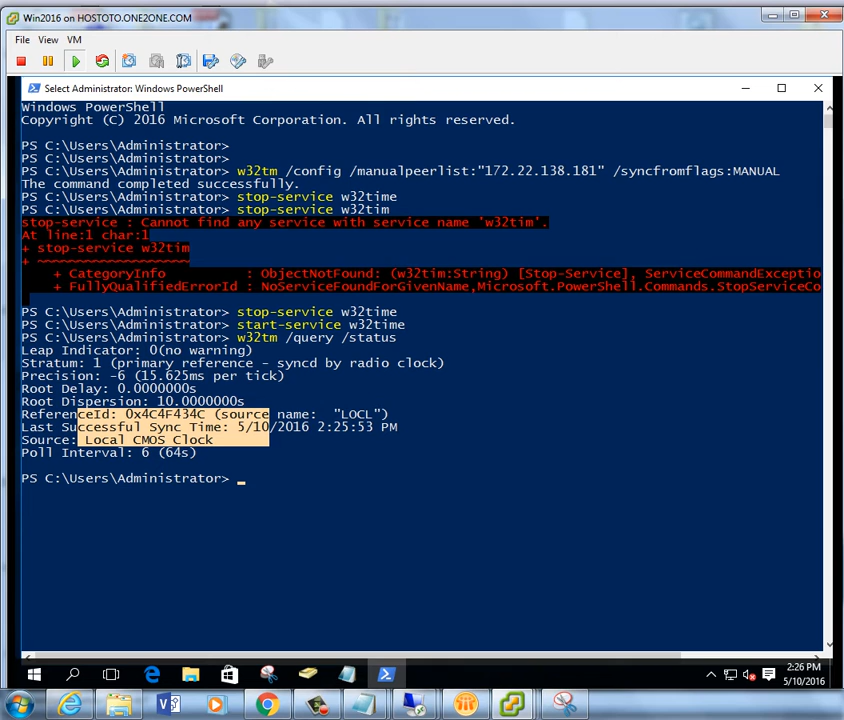 Win2016 on HOSTOTO.ONE2ONE.COM
File View VM
Select Administrator: Windows PowerShell
Windows PowerShell
Copyright (C) 2016 Microsoft Corporation. All rights reserved.
PS C:\Users\Administrator>
PS C:\Users\Administrator>
PS C:\Users\Administrator> w32tm /config /manualpeerlist:"172.22.138.181" /syncfromflags:MANUAL
The command completed successfully.
PS C:\Users\Administrator> stop-service w32time
PS C:\Users\Administrator> stop-service w32tim
stop-service : Cannot find any service with service name 'w32tim'.
At line:1 char:1
+ stop-service w32tim
+ ~~~~~~~~~~~~~~~~~~~
+ CategoryInfo : ObjectNotFound: (w32tim:String) [Stop-Service], ServiceCommandExceptio
+ FullyQualifiedErrorId : NoServiceFoundForGivenName,Microsoft.PowerShell.Commands.StopServiceCo
PS C:\Users\Administrator> stop-service w32time
PS C:\Users\Administrator> start-service w32time
PS C:\Users\Administrator> w32tm /query /status
Leap Indicator: 0(no warning)
Stratum: 1 (primary reference - syncd by radio clock)
Precision: -6 (15.625ms per tick)
Root Delay: 0.0000000s
Root Dispersion: 10.0000000s
ReferenceId: 0x4C4F434C (source name:  "LOCL")
Last Successful Sync Time: 5/10/2016 2:25:53 PM
Source: Local CMOS Clock
Poll Interval: 6 (64s)
PS C:\Users\Administrator> _
2:26 PM
5/10/2016